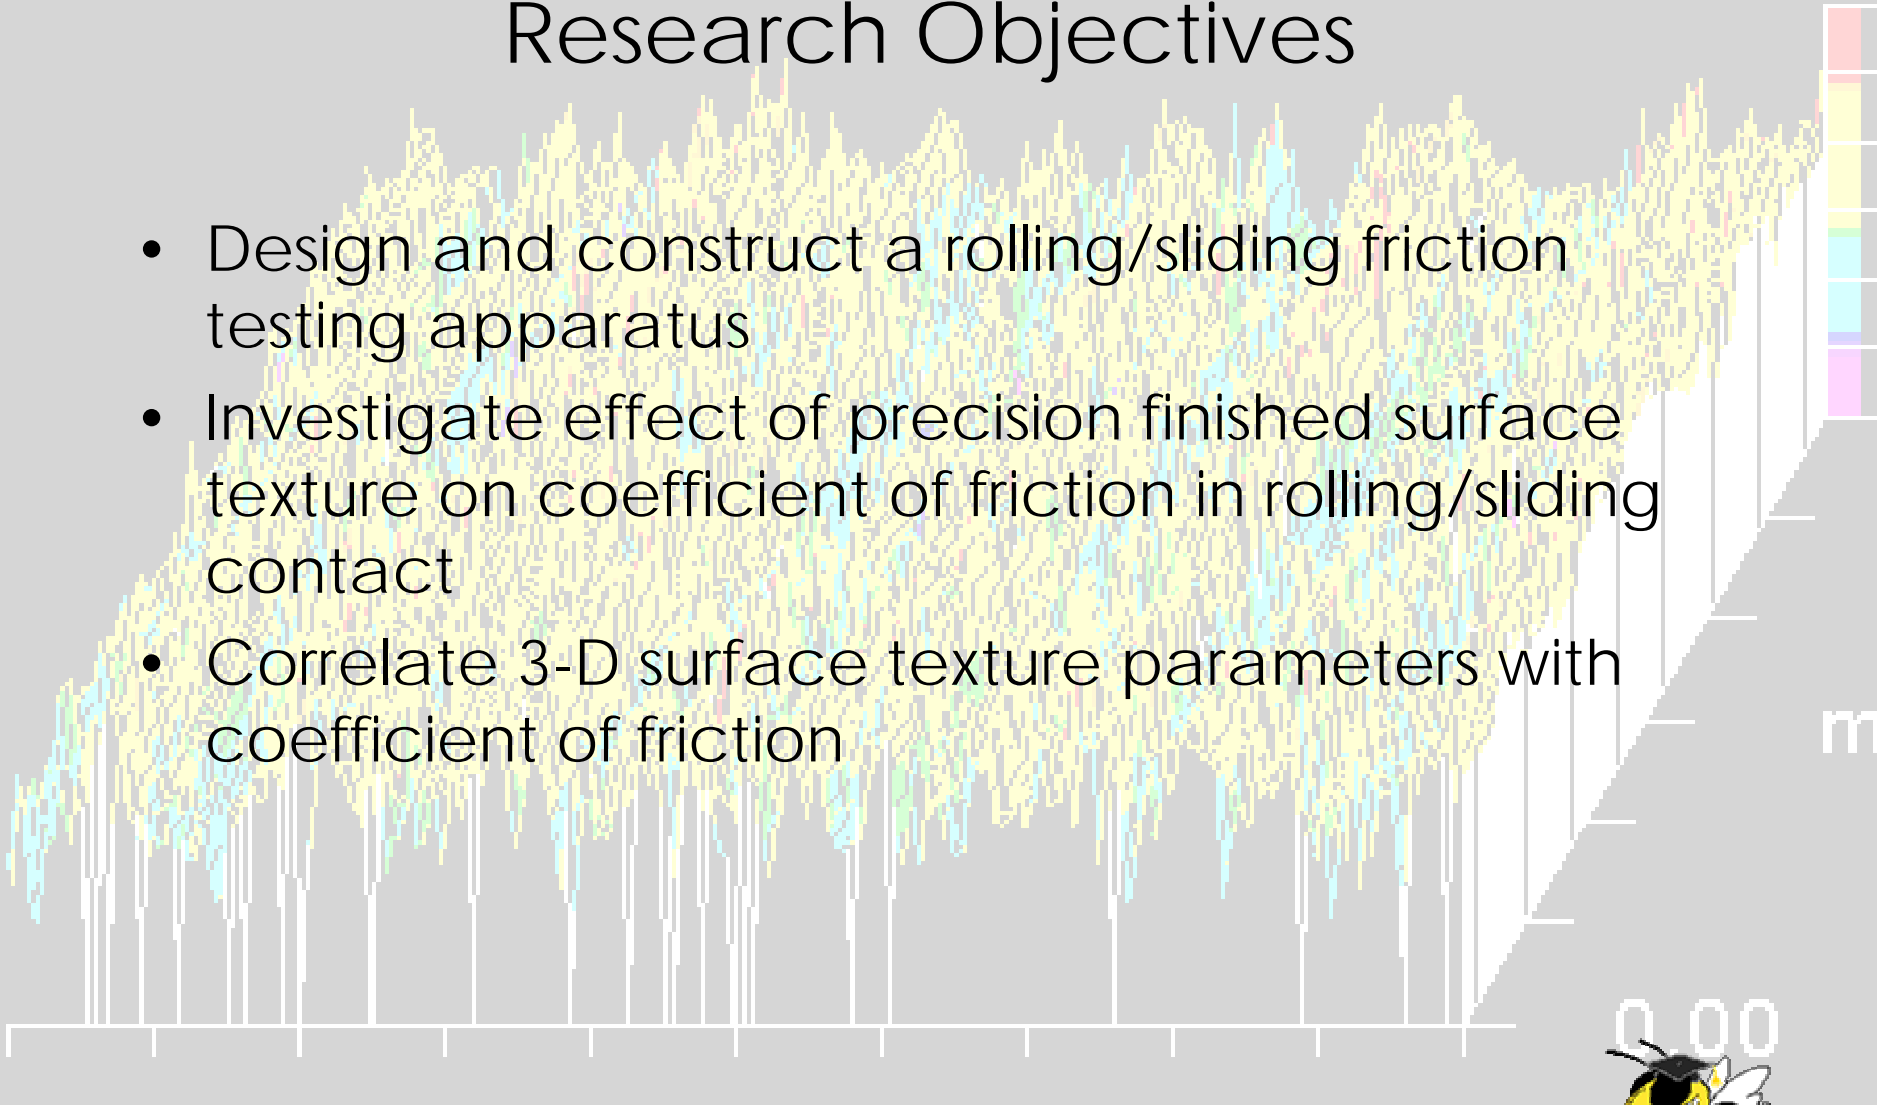 Research Objectives
• Design and construct a rolling/sliding friction
testing apparatus
• Investigate effect of precision finished surface
texture on coefficient of friction in rolling/sliding
contact
• Correlate 3-D surface texture parameters with
coefficient of friction
m
0.00